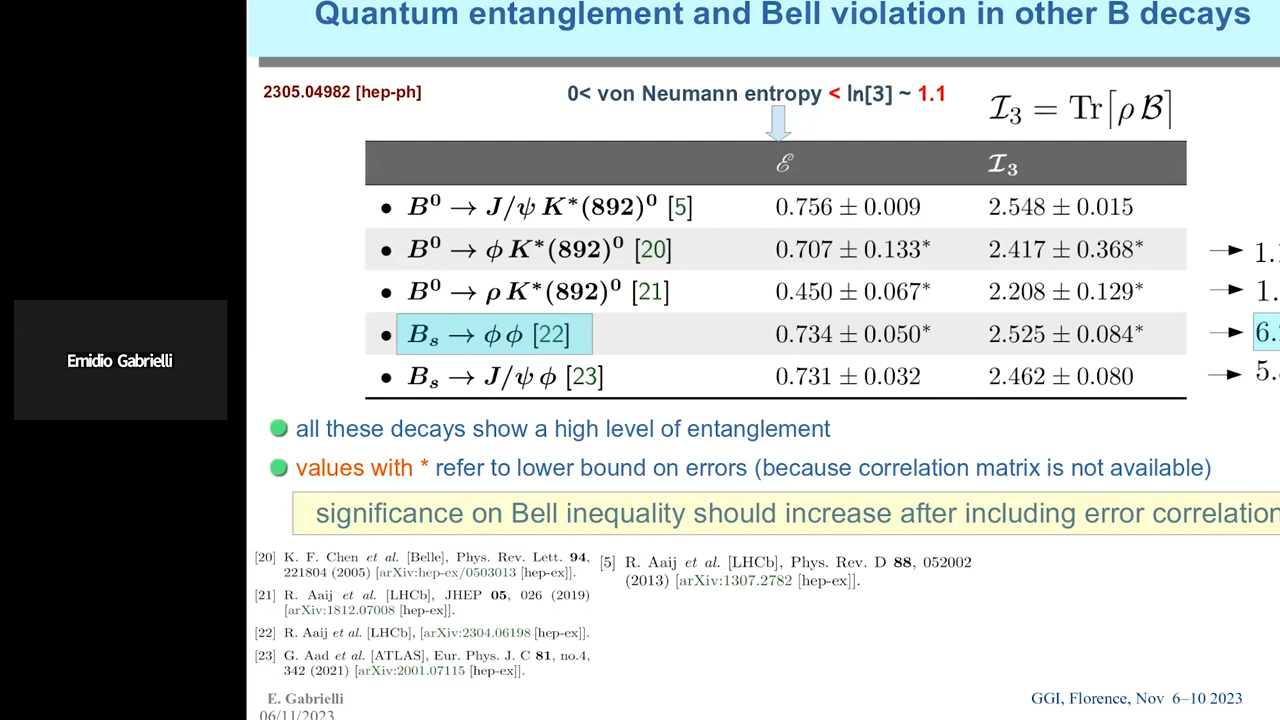 Quantum entanglement and Bell violation in other B decays
2305.04982 [hep-ph]
0< von Neumann entropy < ln[3] ~ 1.1
I₃ = Tr[ρ B]
ℰ I₃
• B⁰ → J/ψ K*(892)⁰ [5] 0.756 ± 0.009 2.548 ± 0.015
• B⁰ → ϕ K*(892)⁰ [20] 0.707 ± 0.133* 2.417 ± 0.368* → 1.
• B⁰ → ρ K*(892)⁰ [21] 0.450 ± 0.067* 2.208 ± 0.129* → 1.
• Bₛ → ϕ ϕ [22] 0.734 ± 0.050* 2.525 ± 0.084* → 6.
• Bₛ → J/ψ ϕ [23] 0.731 ± 0.032 2.462 ± 0.080 → 5.
Emidio Gabrielli
all these decays show a high level of entanglement
values with * refer to lower bound on errors (because correlation matrix is not available)
significance on Bell inequality should increase after including error correlation
[20] K. F. Chen et al. [Belle], Phys. Rev. Lett. 94,
221804 (2005) [arXiv:hep-ex/0503013 [hep-ex]].
[21] R. Aaij et al. [LHCb], JHEP 05, 026 (2019)
[arXiv:1812.07008 [hep-ex]].
[22] R. Aaij et al. [LHCb], [arXiv:2304.06198 [hep-ex]].
[23] G. Aad et al. [ATLAS], Eur. Phys. J. C 81, no.4,
342 (2021) [arXiv:2001.07115 [hep-ex]].
[5] R. Aaij et al. [LHCb], Phys. Rev. D 88, 052002
(2013) [arXiv:1307.2782 [hep-ex]].
E. Gabrielli
06/11/2023
GGI, Florence, Nov 6–10 2023